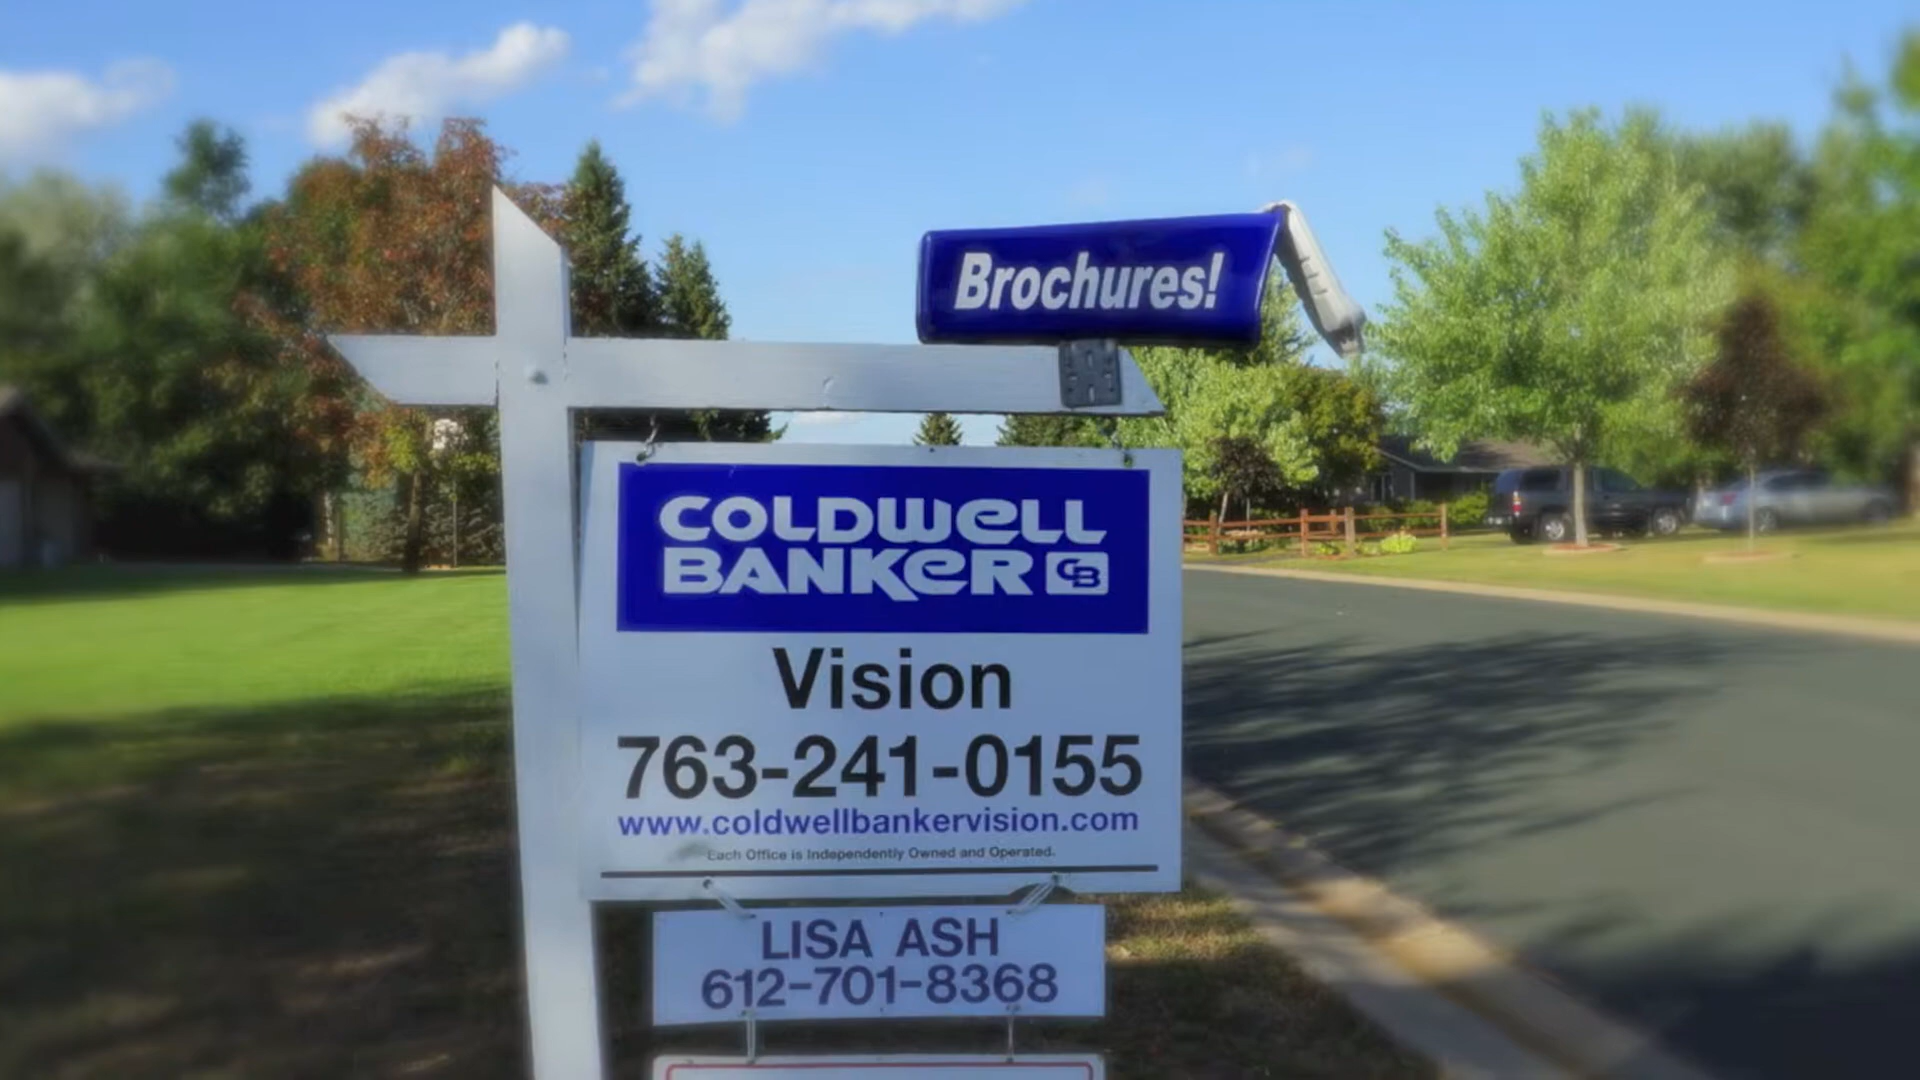 Brochures!
COLDWELL
BANKER CB
Vision
763-241-0155
www.coldwellbankervision.com
Each Office is Independently Owned and Operated.
LISA ASH
612-701-8368